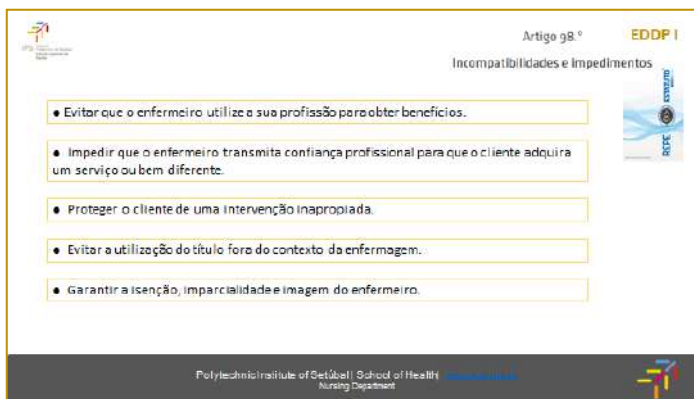 Artigo 98.º
EDDP I
Incompatibilidades e impedimentos
● Evitar que o enfermeiro utilize a sua profissão para obter benefícios.
● Impedir que o enfermeiro transmita confiança profissional para que o cliente adquira
um serviço ou bem diferente.
● Proteger o cliente de uma intervenção inapropiada.
● Evitar a utilização do título fora do contexto da enfermagem.
● Garantir a isenção, imparcialidade e imagem do enfermeiro.
REPE
ESTATUTO
Polytechnic Institute of Setúbal | School of Health|
Nursing Department